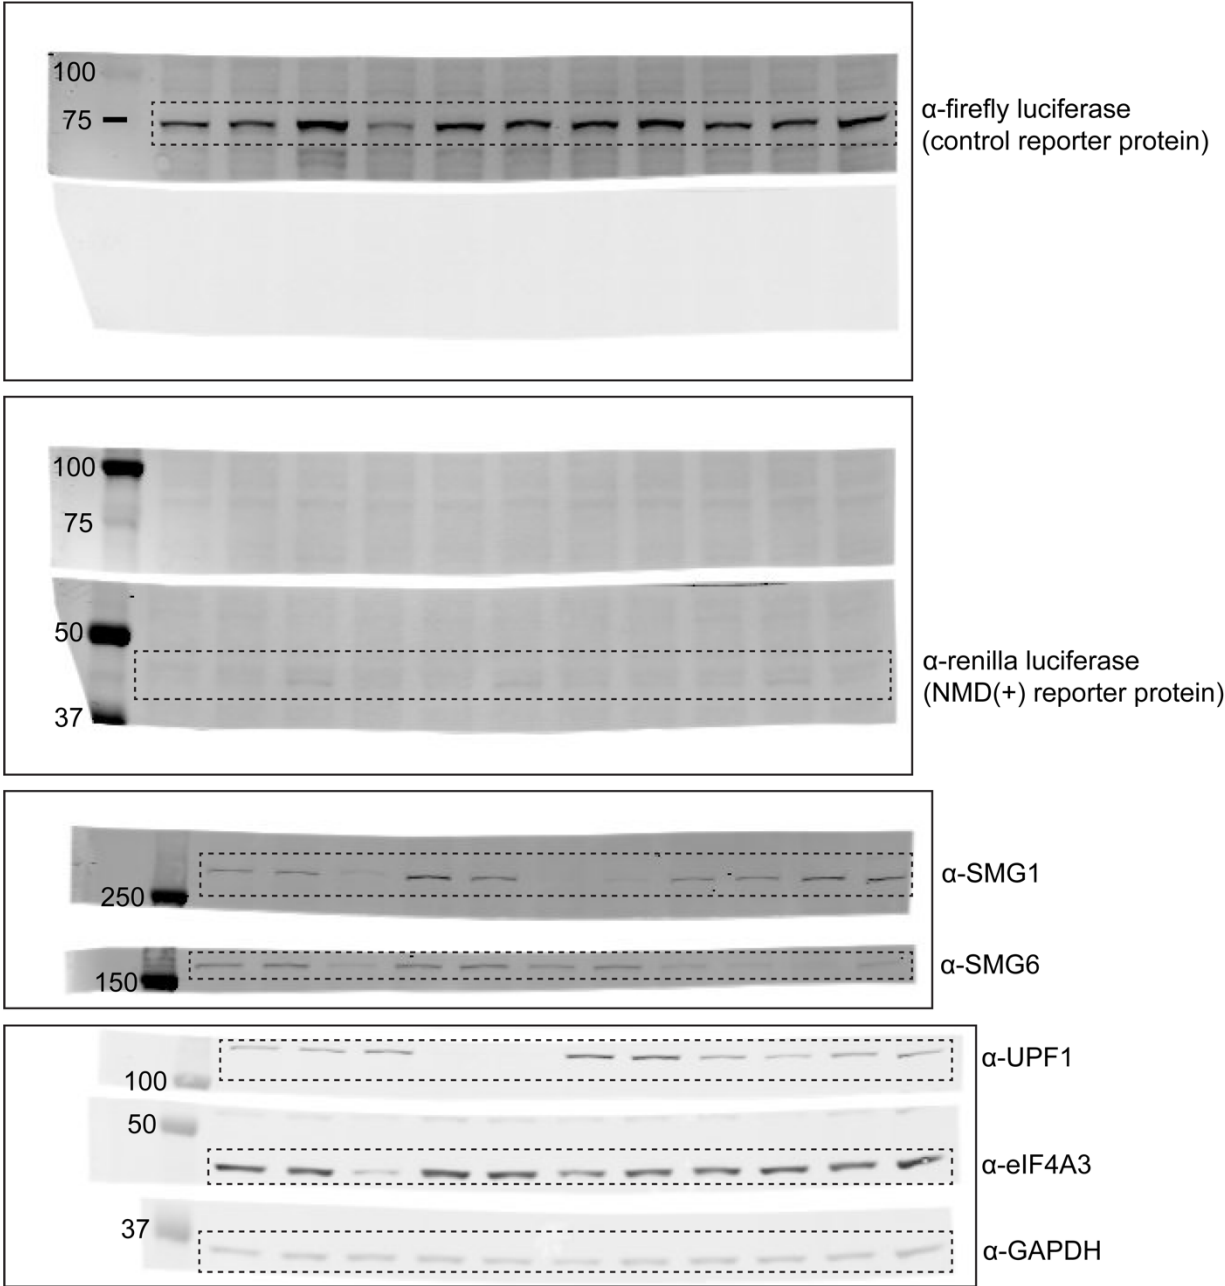 100
75
α-firefly luciferase
(control reporter protein)
100
75
50
37
α-renilla luciferase
(NMD(+) reporter protein)
250
α-SMG1
150
α-SMG6
100
α-UPF1
50
α-eIF4A3
37
α-GAPDH